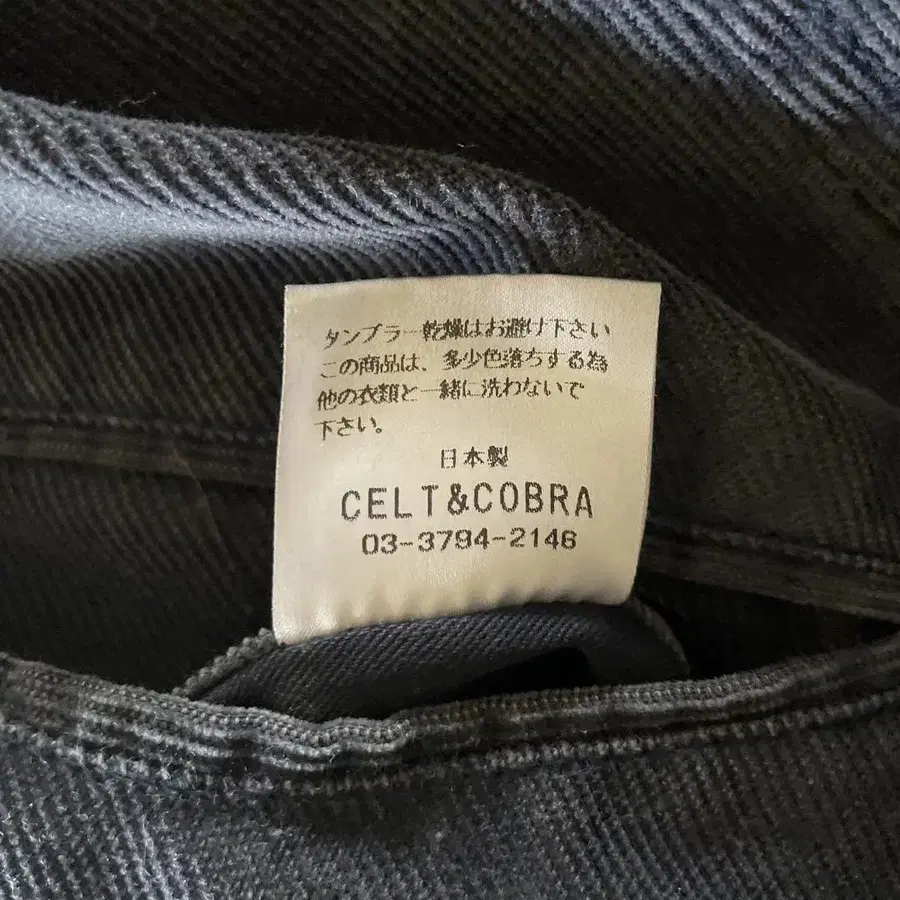 タンブラー乾燥はお避け下さい
この商品は、多少色落ちする為
他の衣類と一緒に洗わないで
下さい。
日本製
CELT&COBRA
03-3794-2146